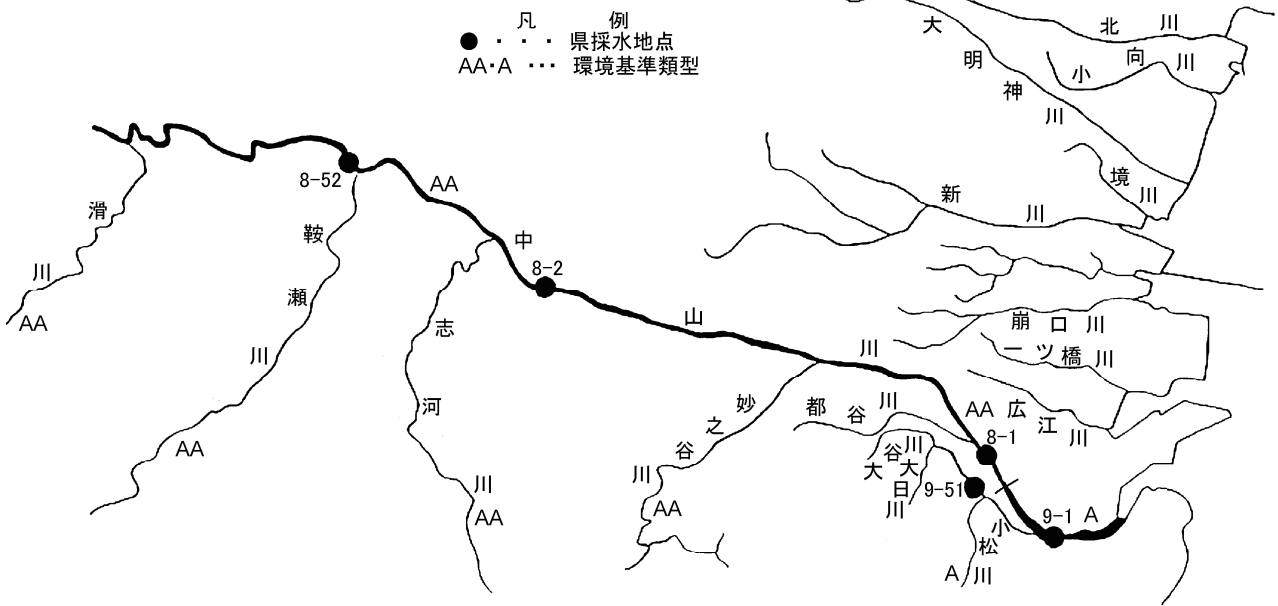 凡 例
● ・ ・ ・ 県採水地点
AA・A ・・・ 環境基準類型
北川
小向川
大明神川
境川
新川
崩口川
一ツ橋川
広江川
滑川
AA
鞍瀬川
AA
志河川
AA
妙之谷川
AA
中山川
AA
AA
A
都谷川
大谷川
大日川
小松川
A
8-52
8-2
8-1
9-51
9-1